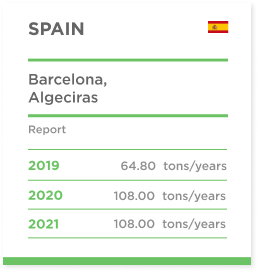 SPAIN
Barcelona,
Algeciras
Report
2019 64.80 tons/years
2020 108.00 tons/years
2021 108.00 tons/years